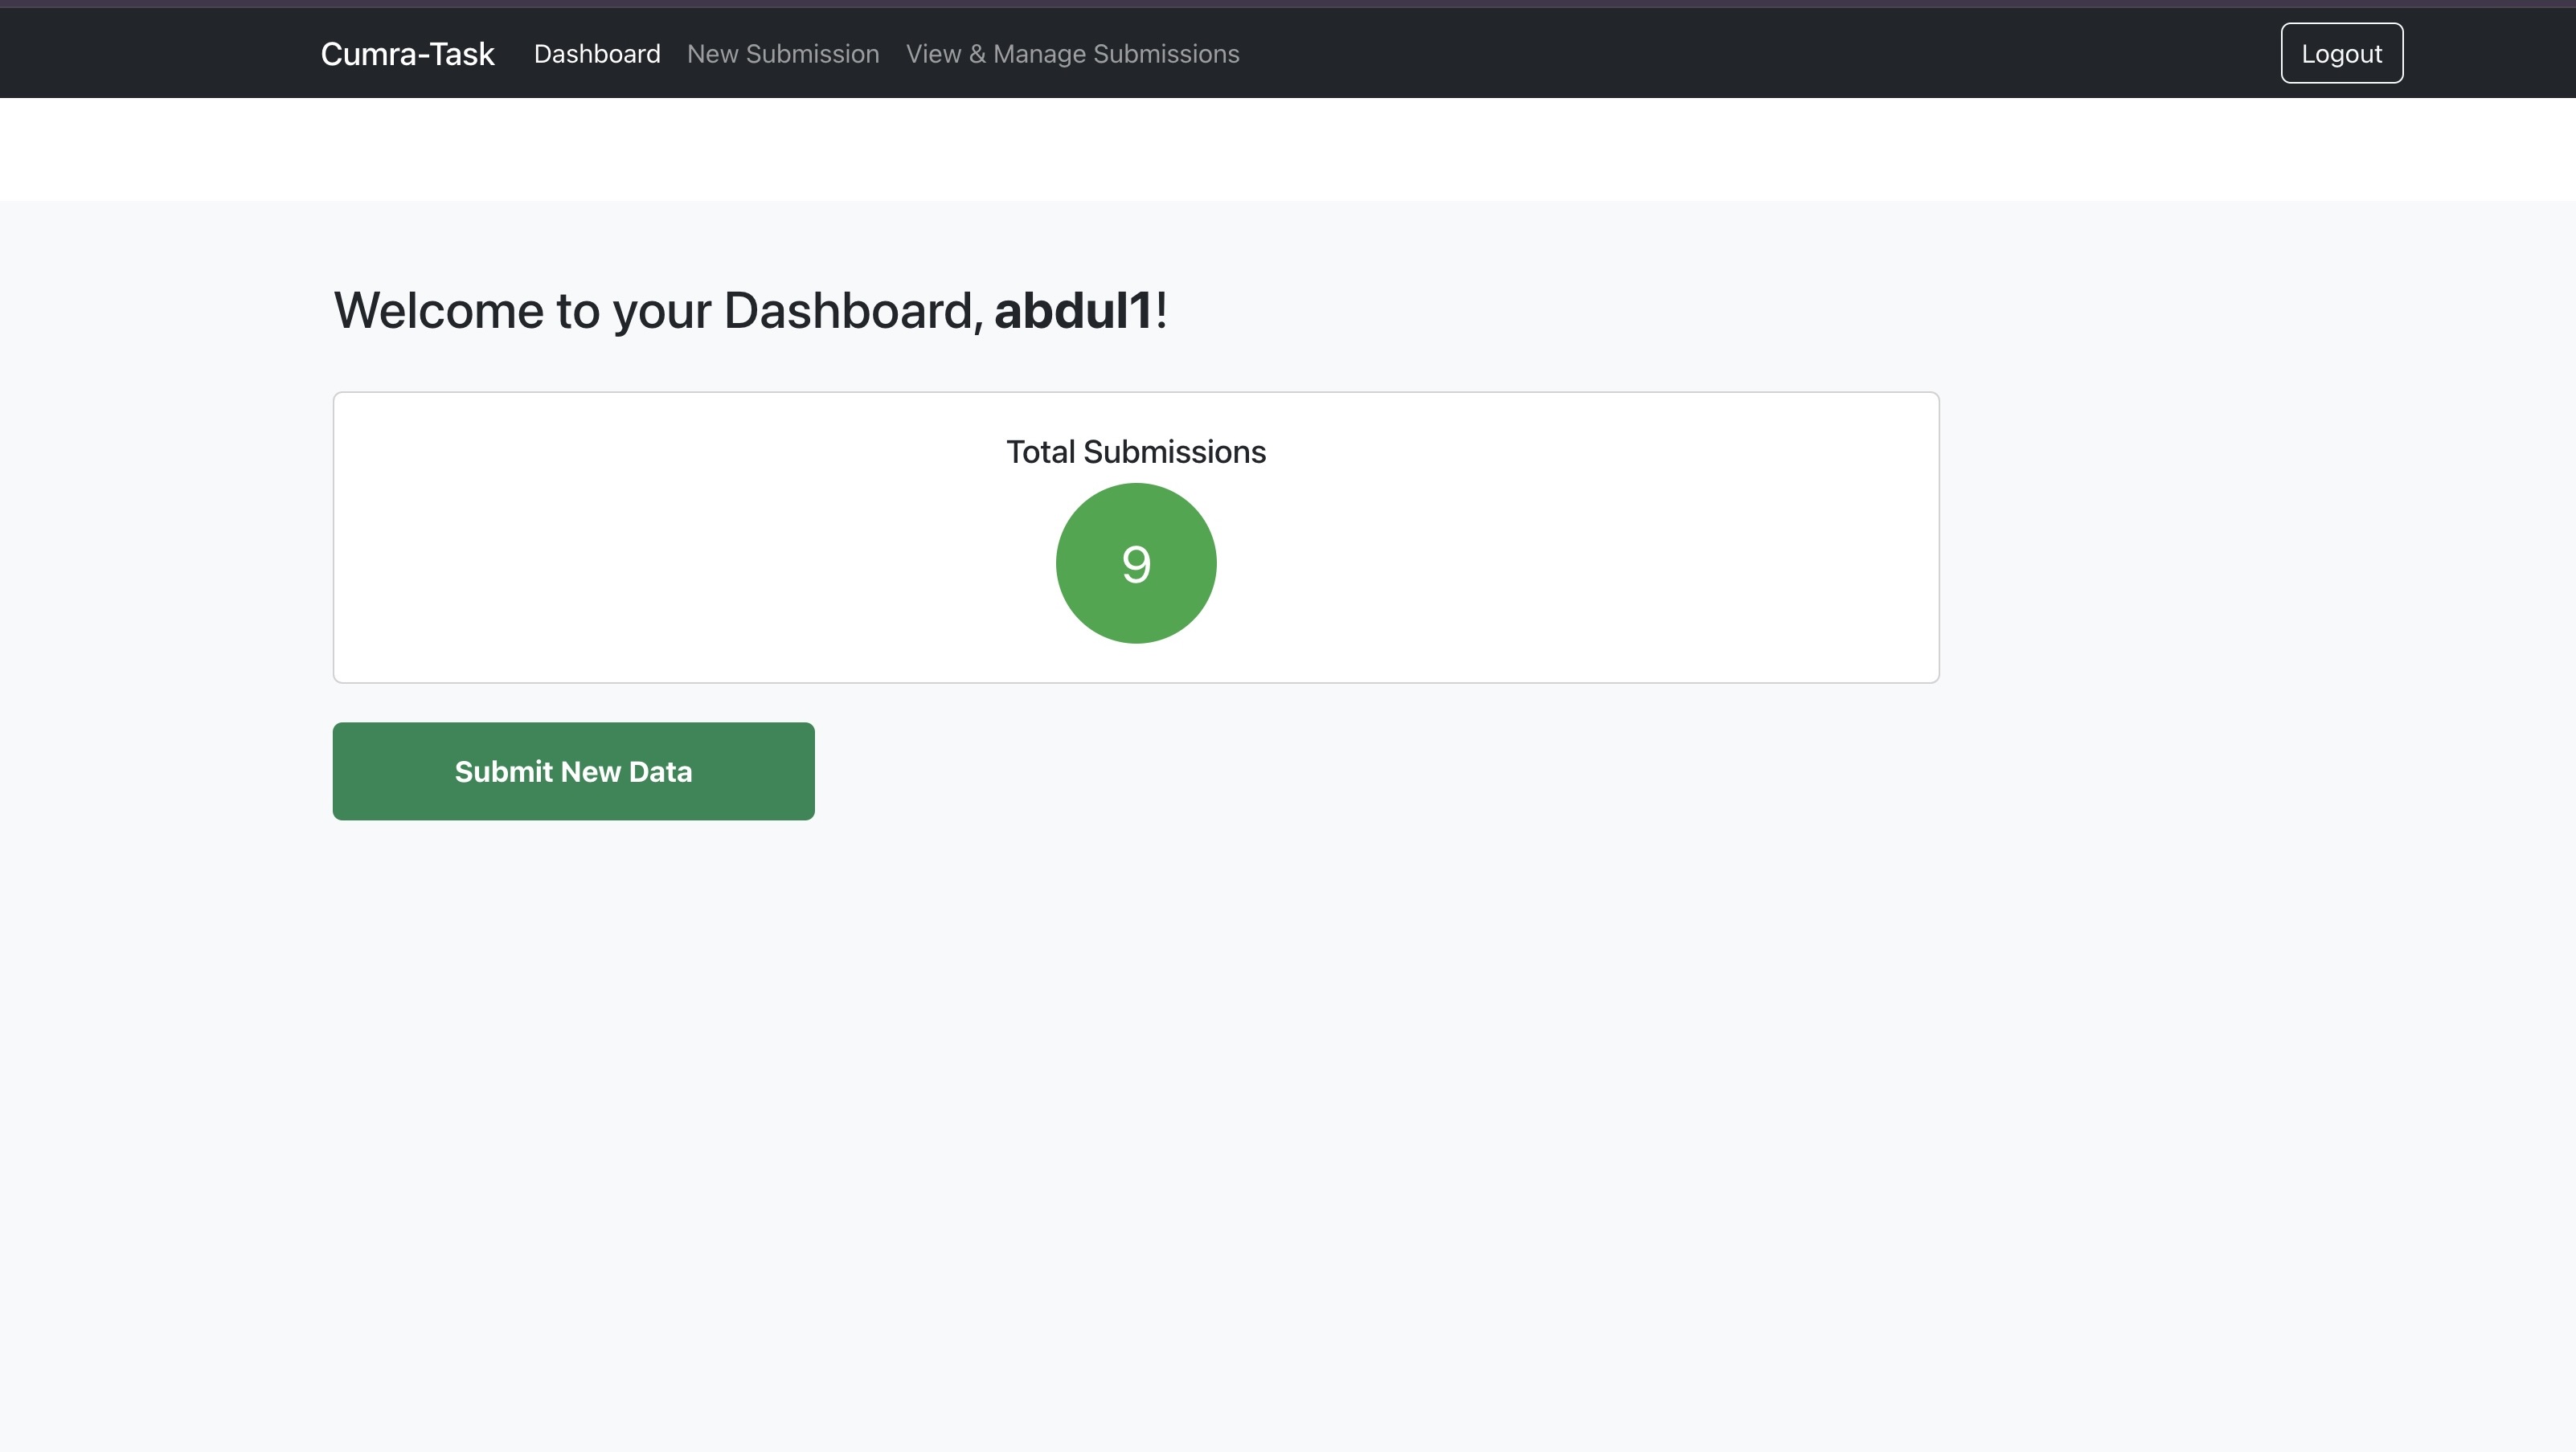 Cumra-Task Dashboard New Submission View & Manage Submissions Logout
Welcome to your Dashboard, abdul1!
Total Submissions
9
Submit New Data